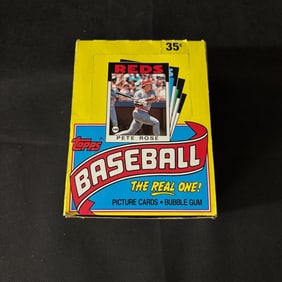 35¢
REDS
PETE ROSE
TOPPS
BASEBALL
THE REAL ONE!
PICTURE CARDS • BUBBLE GUM